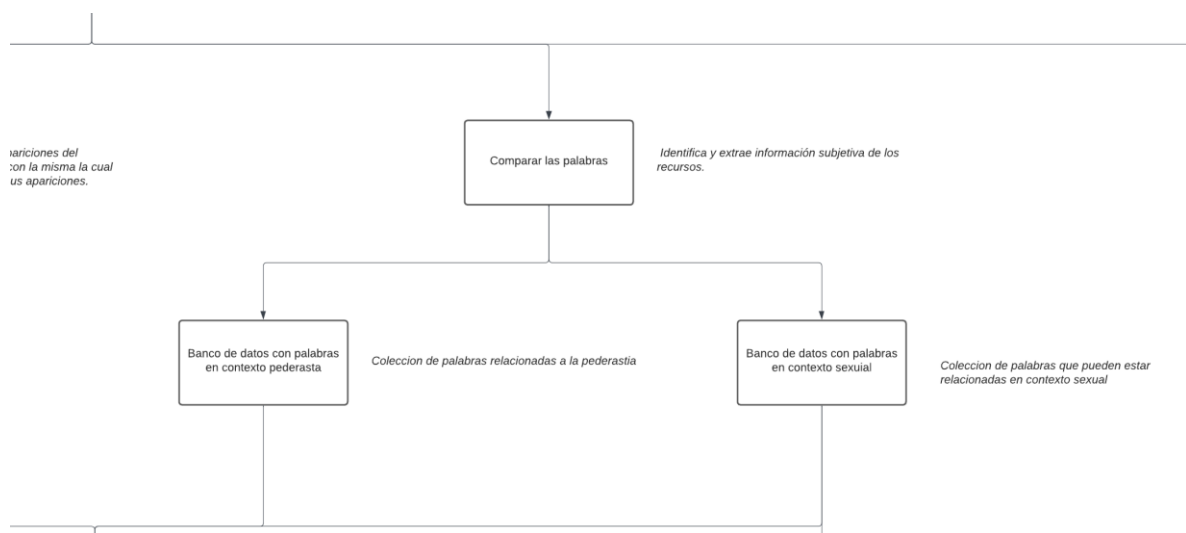 pariciones del
con la misma la cual
us apariciones.
Comparar las palabras
Identifica y extrae información subjetiva de los
recursos.
Banco de datos con palabras
en contexto pederasta
Coleccion de palabras relacionadas a la pederastia
Banco de datos con palabras
en contexto sexuial
Coleccion de palabras que pueden estar
relacionadas en contexto sexual